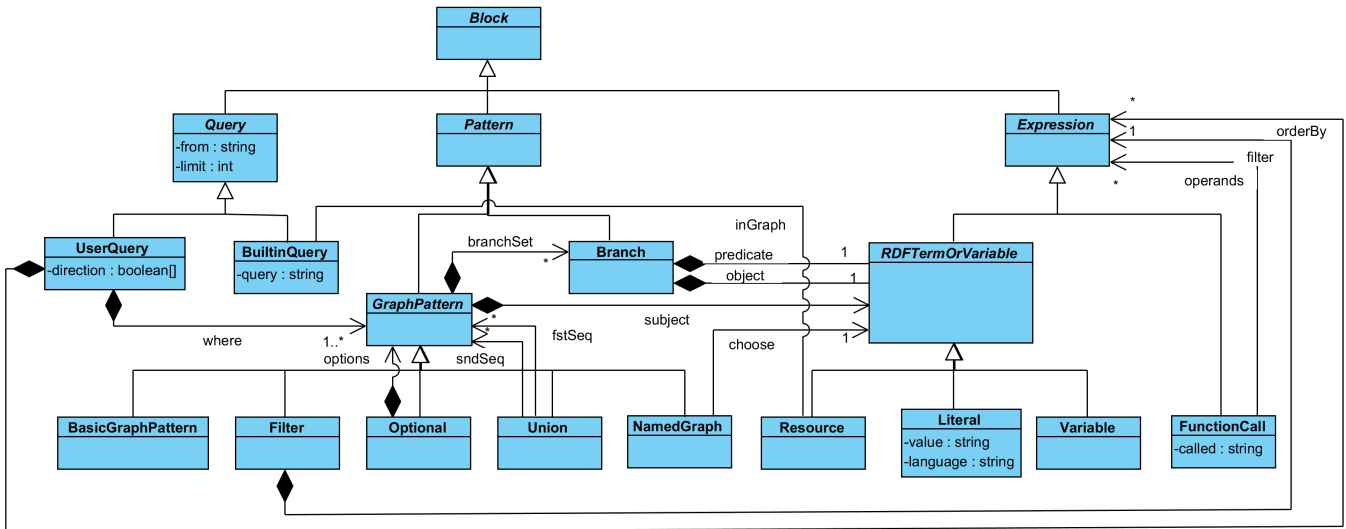 Block
Query
-from : string
-limit : int
Pattern
Expression
*
1
orderBy
filter
*
operands
UserQuery
-direction : boolean[]
BuiltinQuery
-query : string
branchSet
*
Branch
inGraph
predicate
1
object
1
RDFTermOrVariable
GraphPattern
subject
where
1..*
options
*
*
fstSeq
sndSeq
choose
1
BasicGraphPattern
Filter
Optional
Union
NamedGraph
Resource
Literal
-value : string
-language : string
Variable
FunctionCall
-called : string